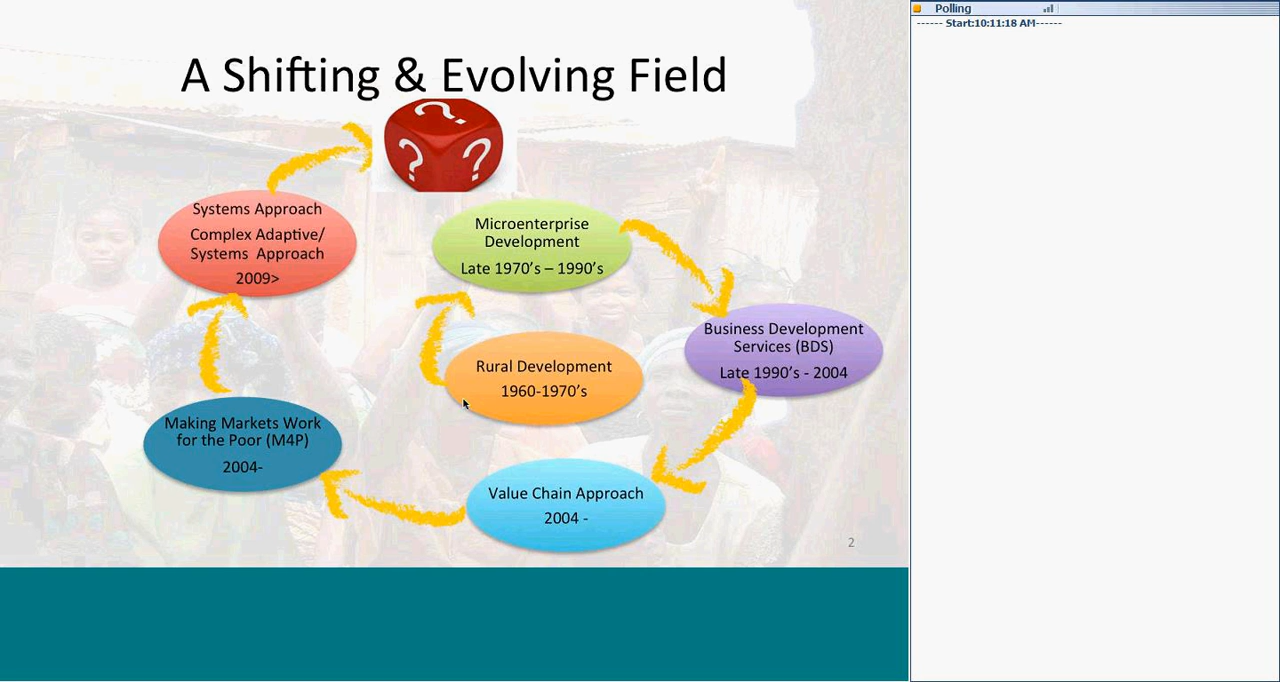 A Shifting & Evolving Field
?
? ?
Systems Approach
Complex Adaptive/
Systems Approach
2009>
Microenterprise
Development
Late 1970's – 1990's
Business Development
Services (BDS)
Late 1990's - 2004
Rural Development
1960-1970's
Making Markets Work
for the Poor (M4P)
2004-
Value Chain Approach
2004 -
2
Polling
------ Start:10:11:18 AM------